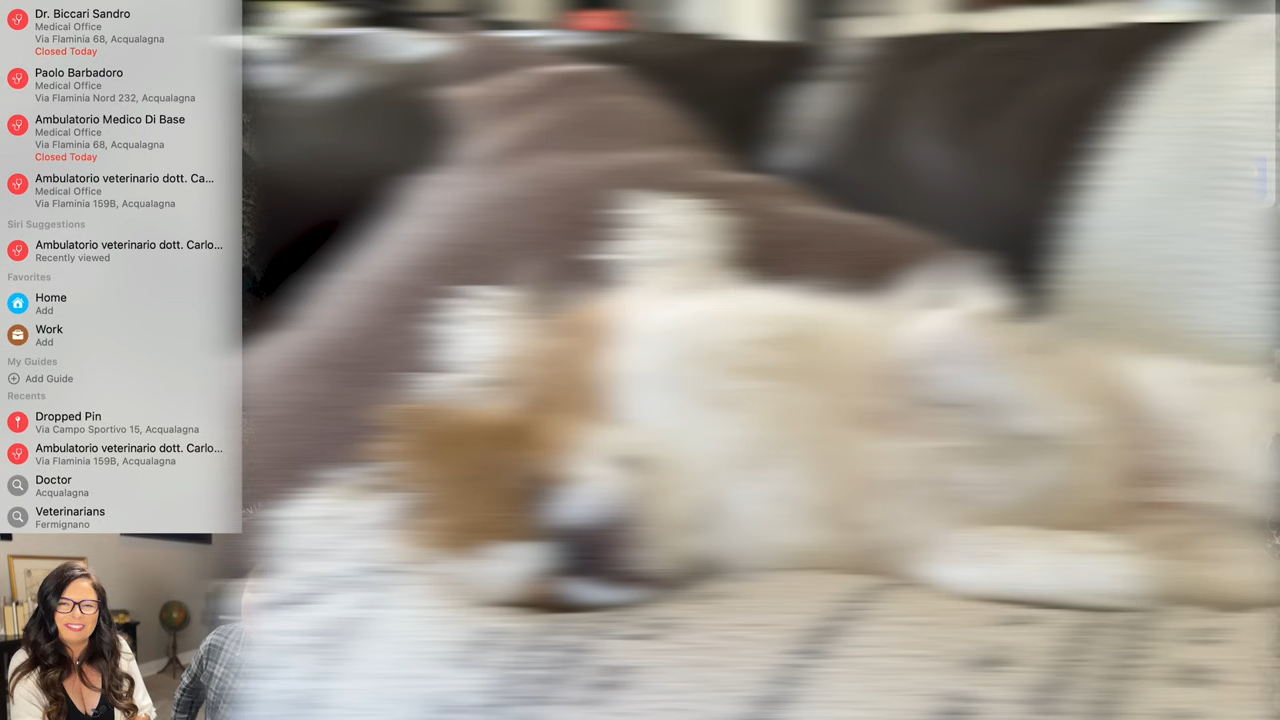 Dr. Biccari Sandro
Medical Office
Via Flaminia 68, Acqualagna
Closed Today
Paolo Barbadoro
Medical Office
Via Flaminia Nord 232, Acqualagna
Ambulatorio Medico Di Base
Medical Office
Via Flaminia 68, Acqualagna
Closed Today
Ambulatorio veterinario dott. Ca...
Medical Office
Via Flaminia 159B, Acqualagna
Siri Suggestions
Ambulatorio veterinario dott. Carlo...
Recently viewed
Favorites
Home
Add
Work
Add
My Guides
Add Guide
Recents
Dropped Pin
Via Campo Sportivo 15, Acqualagna
Ambulatorio veterinario dott. Carlo...
Via Flaminia 159B, Acqualagna
Doctor
Acqualagna
Veterinarians
Fermignano